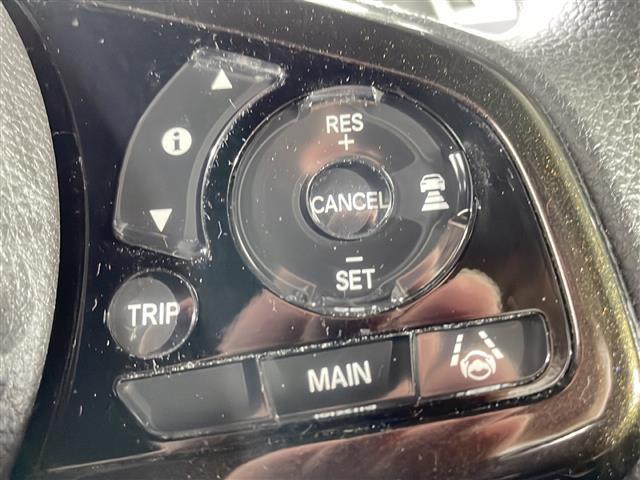 RES
+
CANCEL
−
SET
TRIP
MAIN